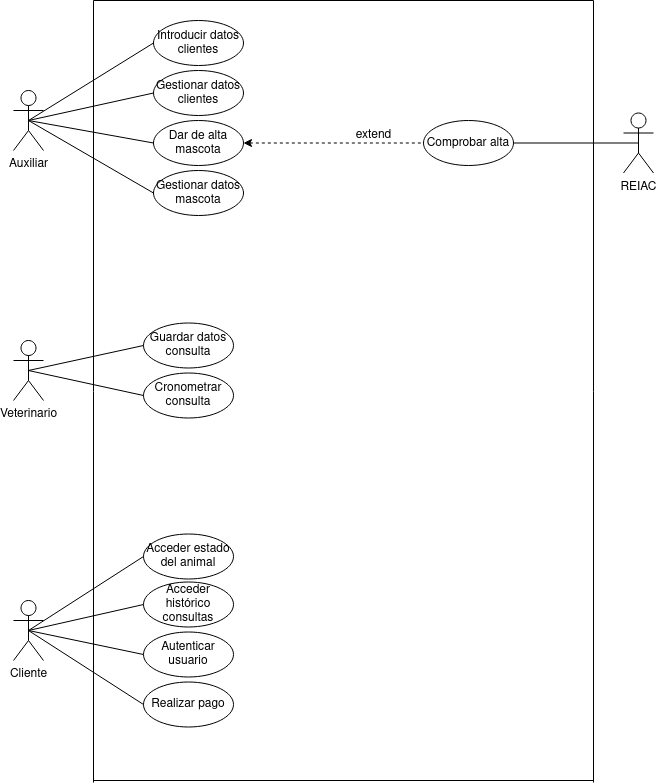 Introducir datos
clientes
Gestionar datos
clientes
Dar de alta
mascota
extend
Comprobar alta
Gestionar datos
mascota
Auxiliar
REIAC
Guardar datos
consulta
Cronometrar
consulta
Veterinario
Acceder estado
del animal
Acceder
histórico
consultas
Autenticar
usuario
Realizar pago
Cliente